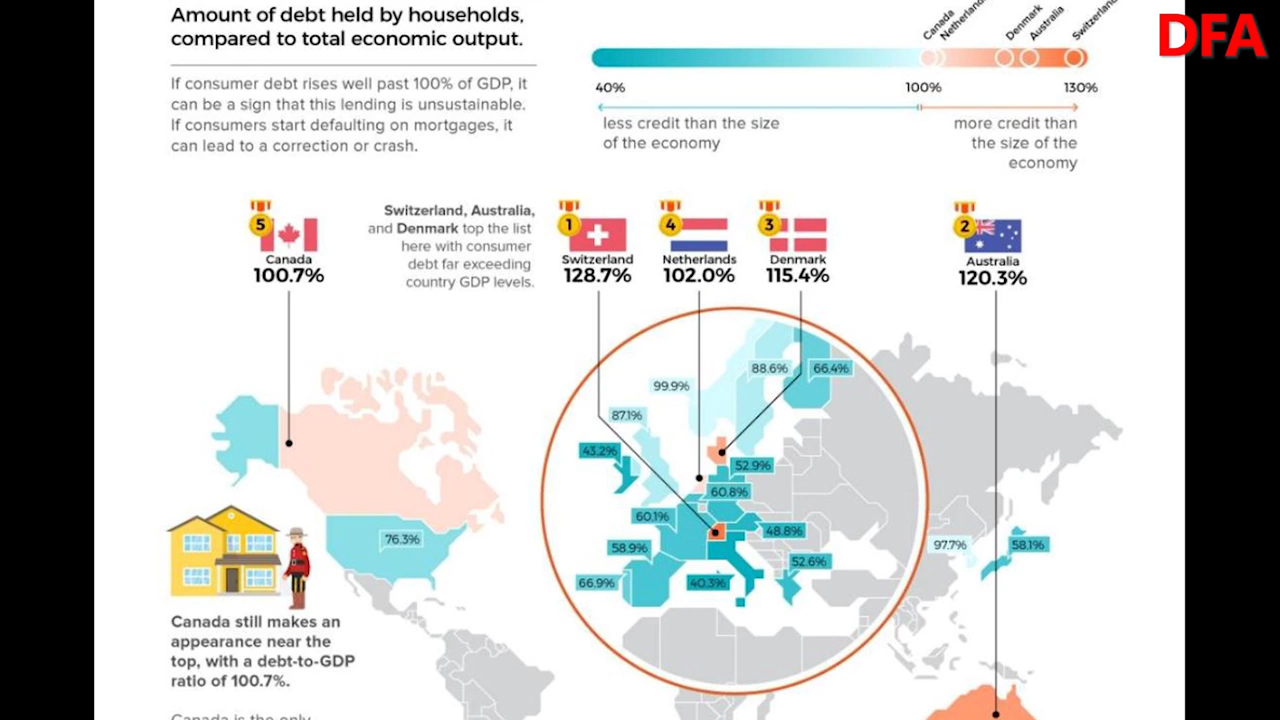 Amount of debt held by households,
compared to total economic output.
If consumer debt rises well past 100% of GDP, it
can be a sign that this lending is unsustainable.
If consumers start defaulting on mortgages, it
can lead to a correction or crash.
Canada
Netherlands
Denmark
Australia
Switzerland
DFA
40%
100%
130%
less credit than the size
of the economy
more credit than
the size of the
economy
5
Canada
100.7%
Switzerland, Australia,
and Denmark top the list
here with consumer
debt far exceeding
country GDP levels.
1
Switzerland
128.7%
4
Netherlands
102.0%
3
Denmark
115.4%
2
Australia
120.3%
88.6%
66.4%
99.9%
87.1%
43.2%
52.9%
60.8%
60.1%
48.8%
58.9%
52.6%
66.9%
40.3%
76.3%
97.7%
58.1%
Canada still makes an
appearance near the
top, with a debt-to-GDP
ratio of 100.7%.
Canada is the only